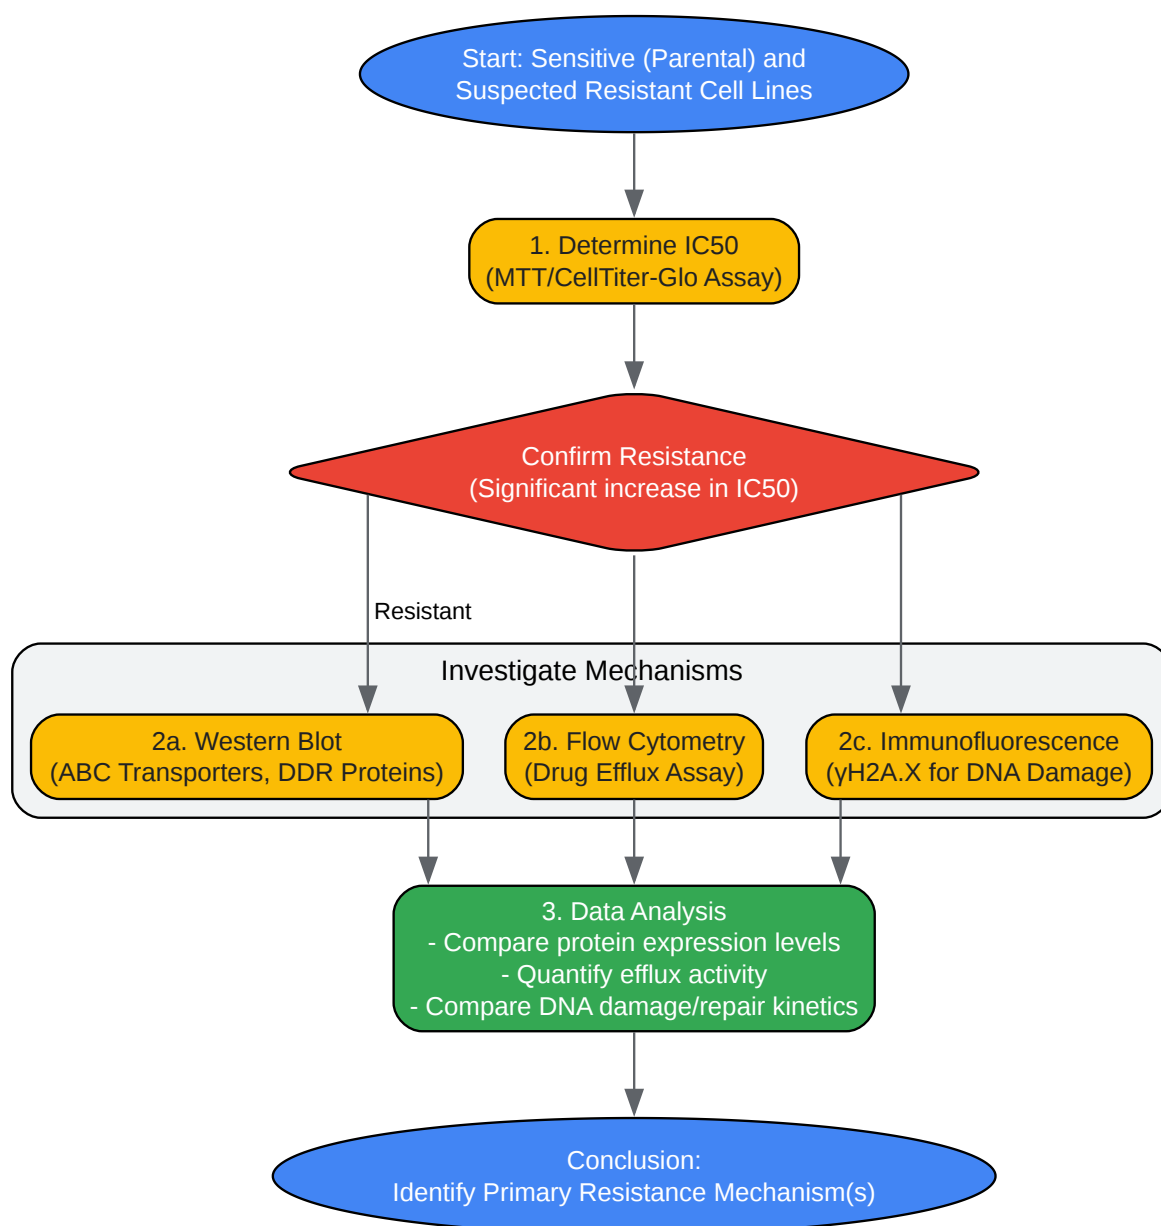 Start: Sensitive (Parental) and
Suspected Resistant Cell Lines
1. Determine IC50
(MTT/CellTiter-Glo Assay)
Confirm Resistance
(Significant increase in IC50)
Resistant
Investigate Mechanisms
2a. Western Blot
(ABC Transporters, DDR Proteins)
2b. Flow Cytometry
(Drug Efflux Assay)
2c. Immunofluorescence
(γH2A.X for DNA Damage)
3. Data Analysis
- Compare protein expression levels
- Quantify efflux activity
- Compare DNA damage/repair kinetics
Conclusion:
Identify Primary Resistance Mechanism(s)